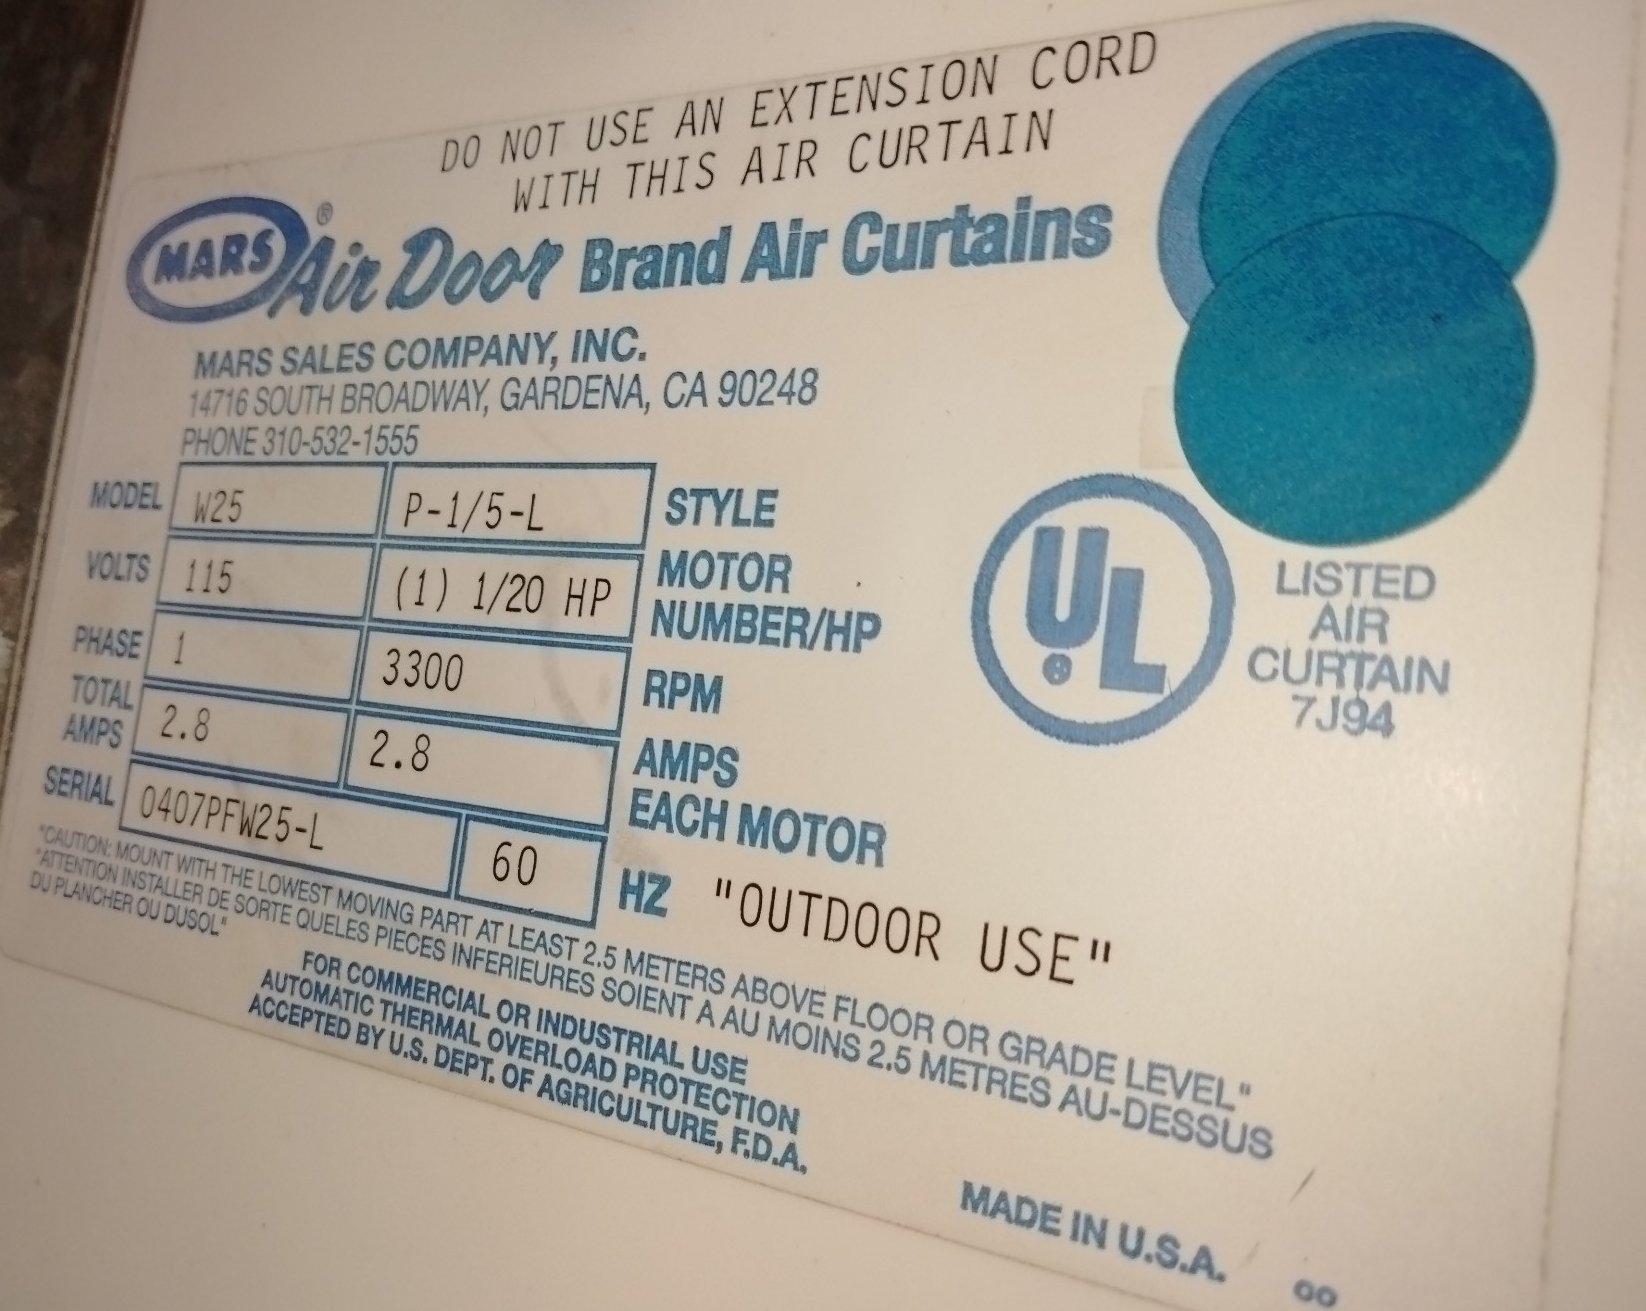 DO NOT USE AN EXTENSION CORD
WITH THIS AIR CURTAIN
MARS® Air Door Brand Air Curtains
MARS SALES COMPANY, INC.
14716 SOUTH BROADWAY, GARDENA, CA 90248
PHONE 310-532-1555
MODEL W25 P-1/5-L STYLE
VOLTS 115 (1) 1/20 HP MOTOR NUMBER/HP
PHASE 1 3300 RPM
TOTAL AMPS 2.8 2.8 AMPS EACH MOTOR
SERIAL 0407PFW25-L 60 HZ "OUTDOOR USE"
UL
LISTED
AIR
CURTAIN
7J94
"CAUTION: MOUNT WITH THE LOWEST MOVING PART AT LEAST 2.5 METERS ABOVE FLOOR OR GRADE LEVEL"
"ATTENTION INSTALLER DE SORTE QUELES PIECES INFERIEURES SOIENT A AU MOINS 2.5 METRES AU-DESSUS
DU PLANCHER OU DUSOL"
FOR COMMERCIAL OR INDUSTRIAL USE
AUTOMATIC THERMAL OVERLOAD PROTECTION
ACCEPTED BY U.S. DEPT. OF AGRICULTURE, F.D.A.
MADE IN U.S.A.